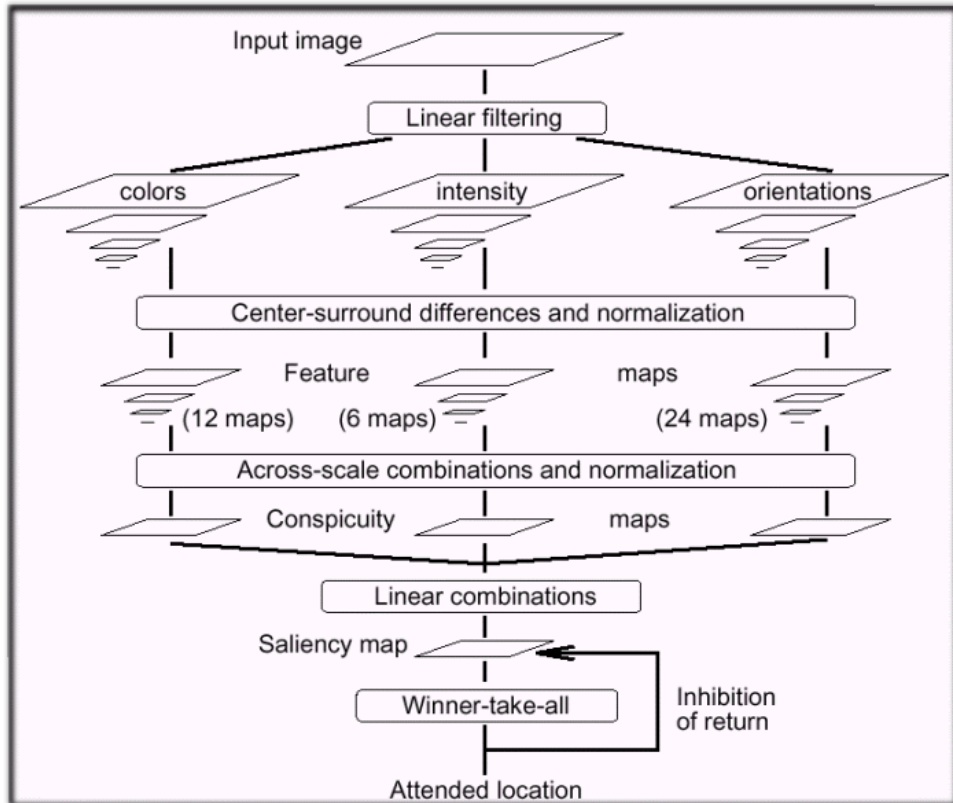 Input image
Linear filtering
colors
intensity
orientations
Center-surround differences and normalization
Feature maps
(12 maps) (6 maps) (24 maps)
Across-scale combinations and normalization
Conspicuity maps
Linear combinations
Saliency map
Winner-take-all
Inhibition
of return
Attended location